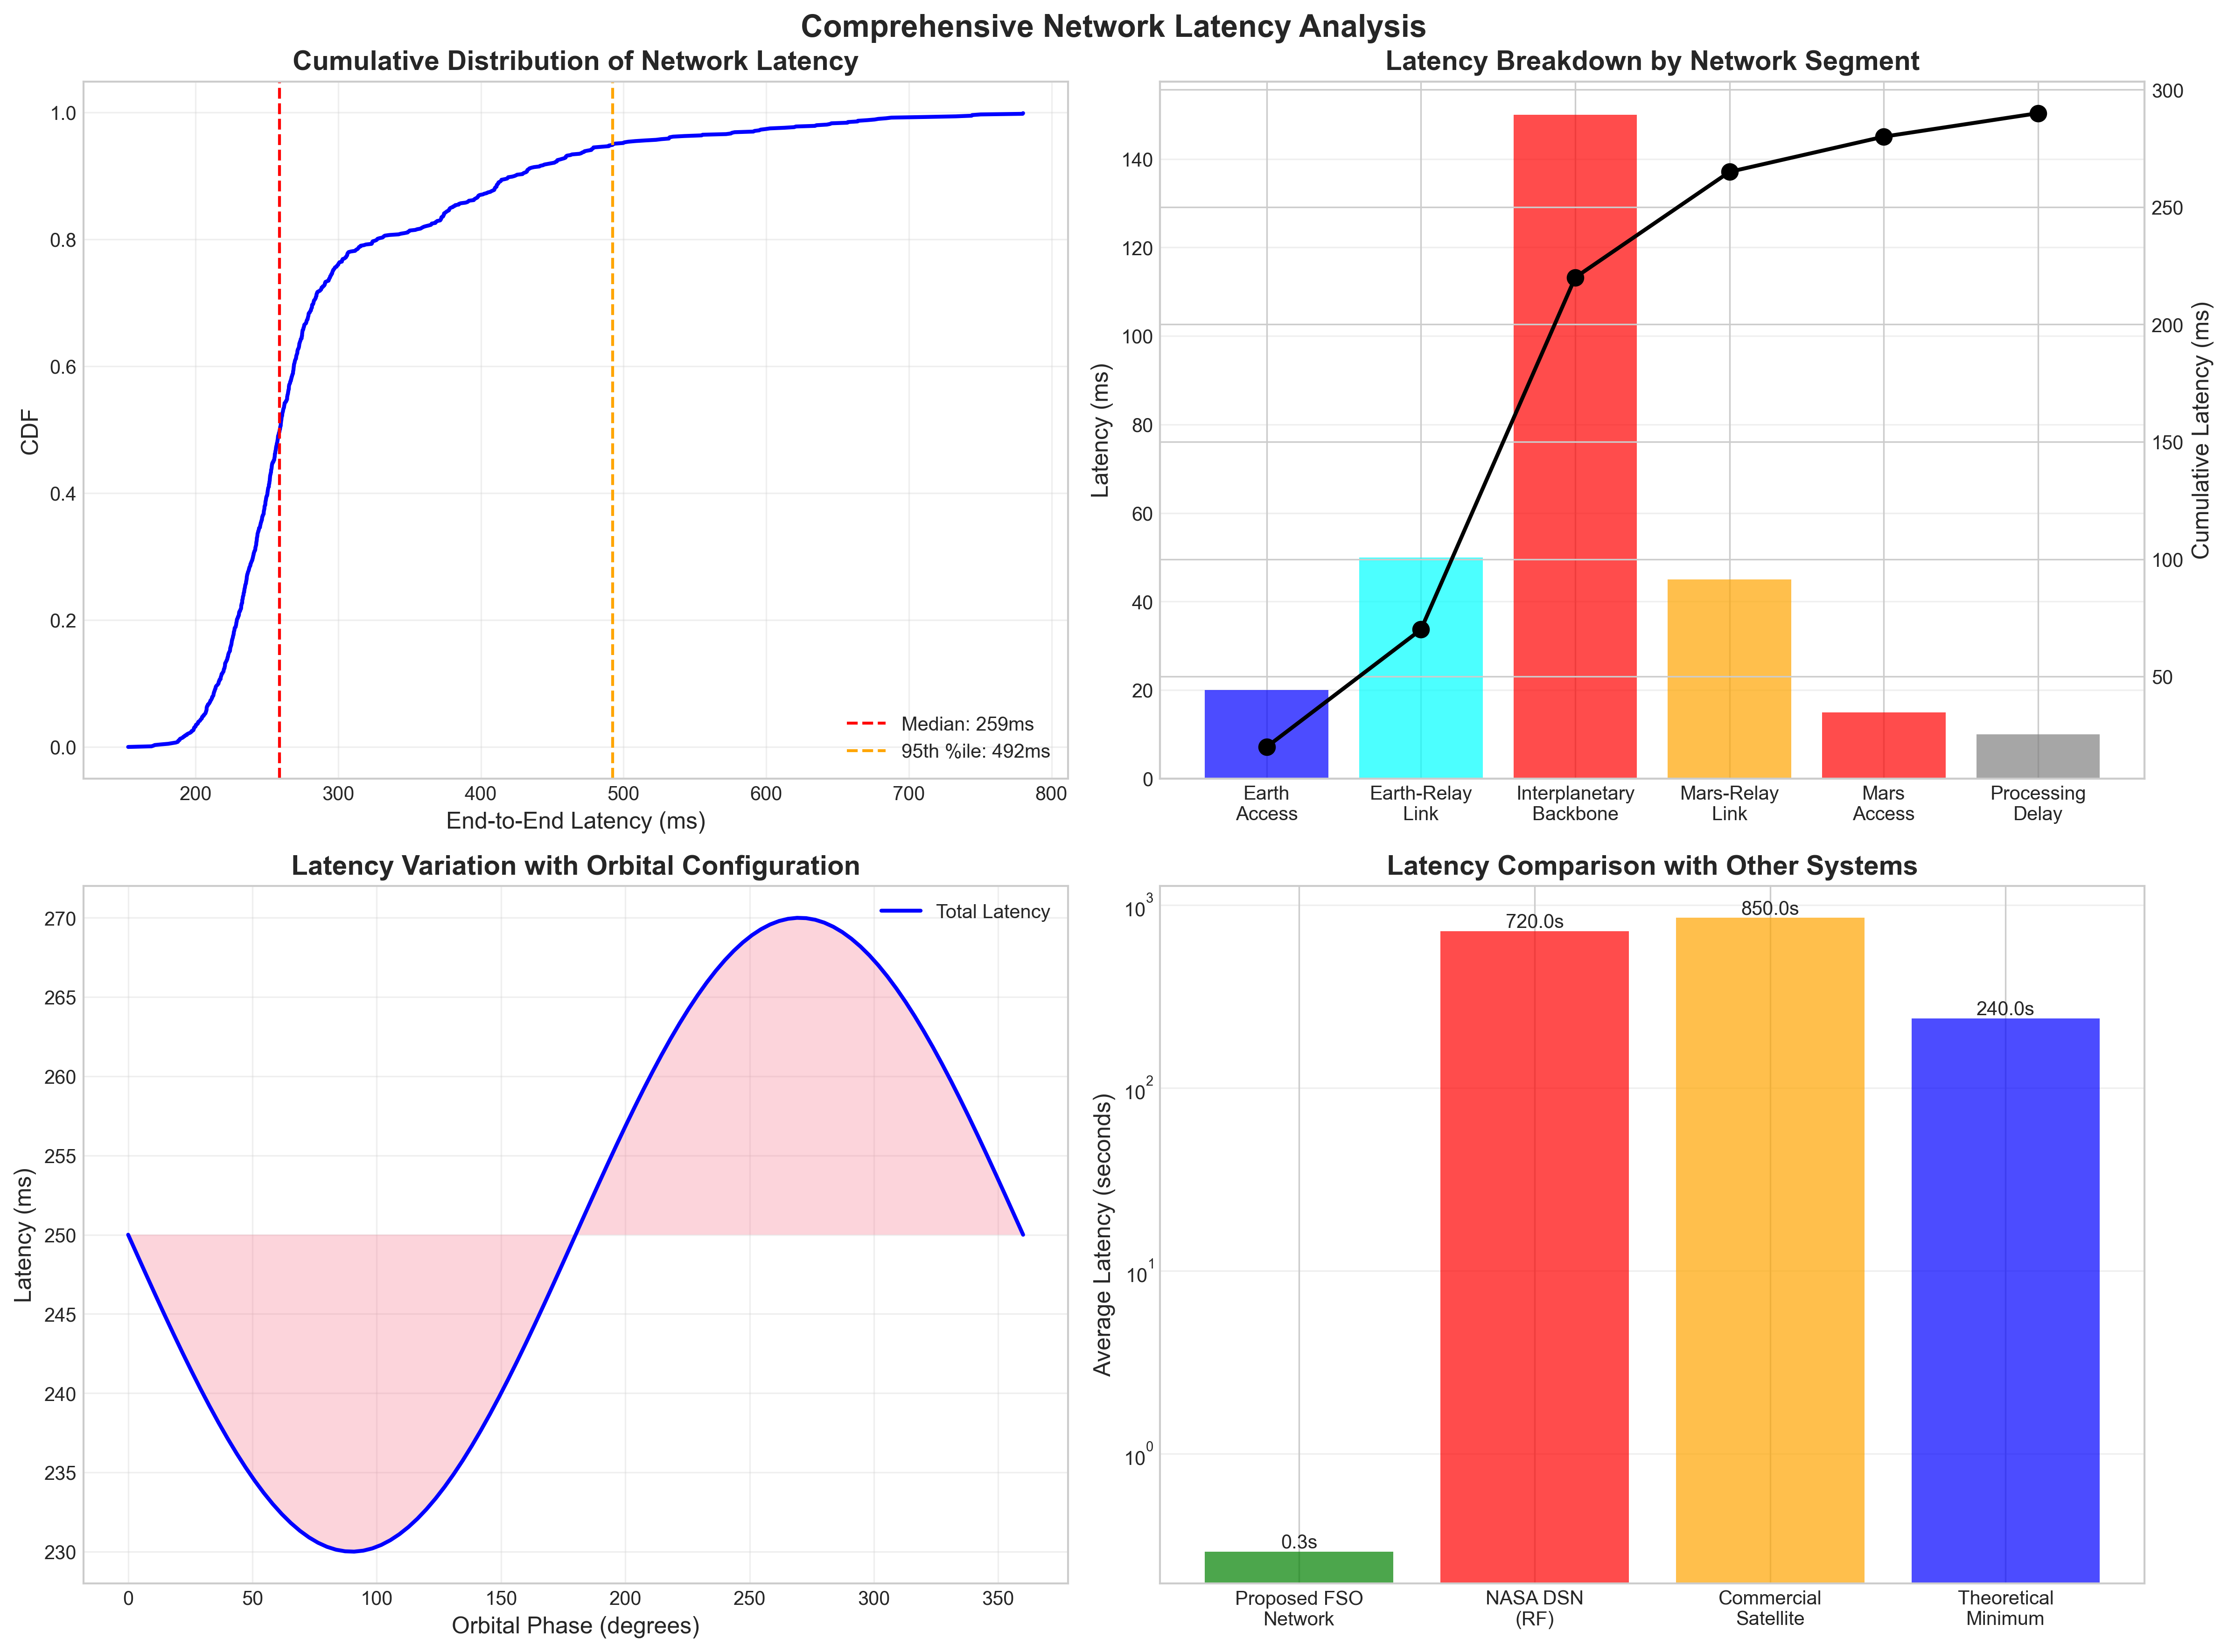 Comprehensive Network Latency Analysis
Cumulative Distribution of Network Latency
CDF
1.0
0.8
0.6
0.4
0.2
0.0
Median: 259ms
95th %ile: 492ms
200 300 400 500 600 700 800
End-to-End Latency (ms)
Latency Breakdown by Network Segment
Latency (ms)
140
120
100
80
60
40
20
0
300
250
200
150
100
50
Cumulative Latency (ms)
Earth Earth-Relay Interplanetary Mars-Relay Mars Processing
Access Link Backbone Link Access Delay
Latency Variation with Orbital Configuration
Latency (ms)
270
265
260
255
250
245
240
235
230
Total Latency
0 50 100 150 200 250 300 350
Orbital Phase (degrees)
Latency Comparison with Other Systems
Average Latency (seconds)
10³
10²
10¹
10⁰
0.3s
720.0s
850.0s
240.0s
Proposed FSO NASA DSN Commercial Theoretical
Network (RF) Satellite Minimum